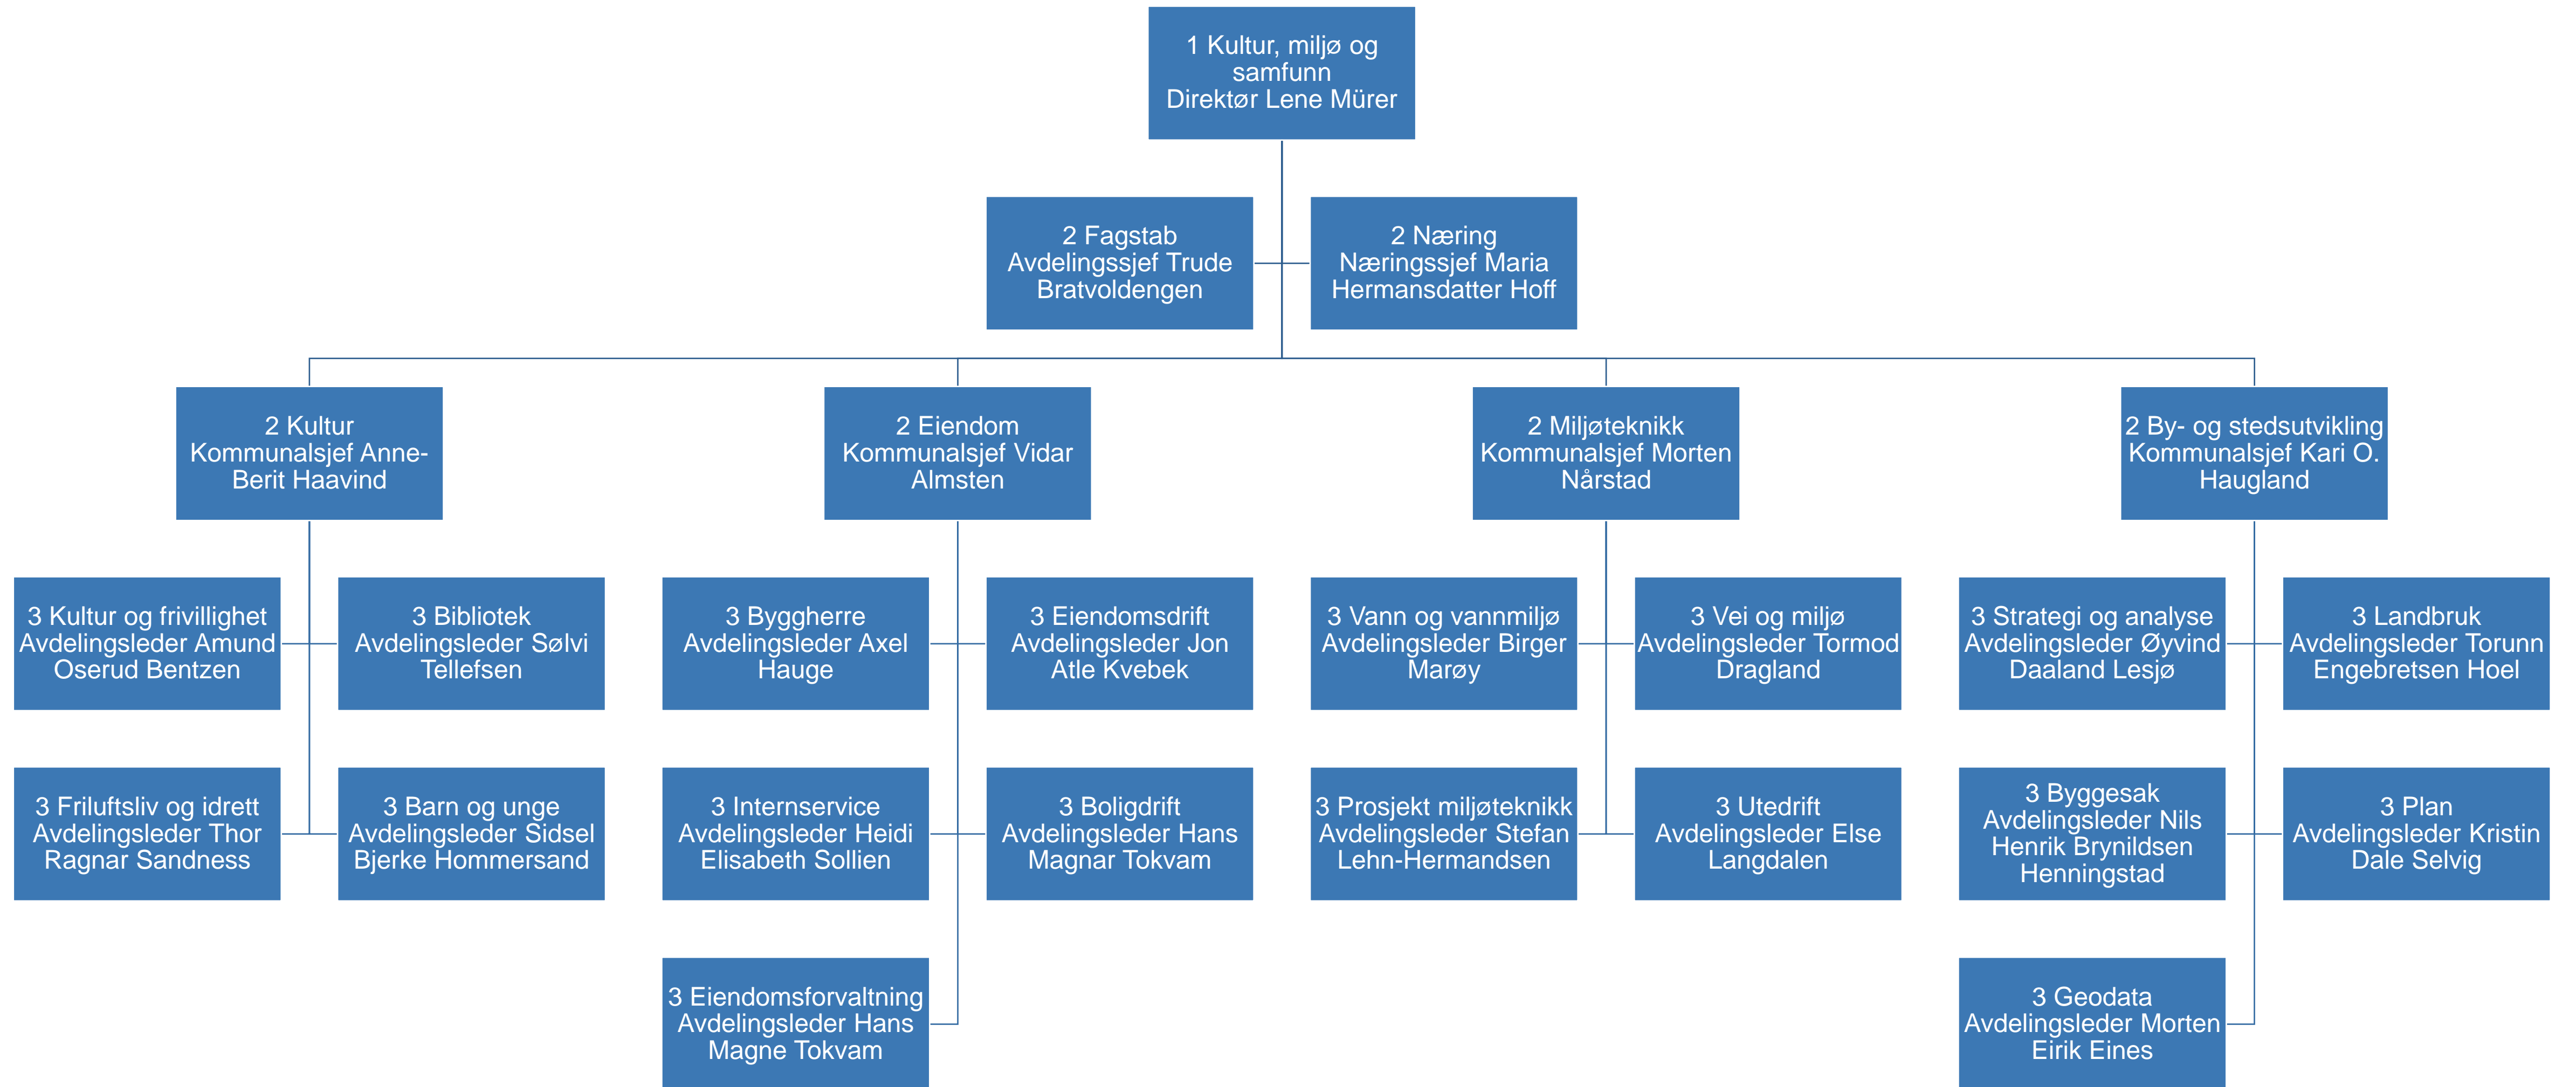 1 Kultur, miljø og
samfunn
Direktør Lene Mürer
2 Fagstab
Avdelingssjef Trude
Bratvoldengen
2 Næring
Næringssjef Maria
Hermansdatter Hoff
2 Kultur
Kommunalsjef Anne-
Berit Haavind
2 Eiendom
Kommunalsjef Vidar
Almsten
2 Miljøteknikk
Kommunalsjef Morten
Nårstad
2 By- og stedsutvikling
Kommunalsjef Kari O.
Haugland
3 Kultur og frivillighet
Avdelingsleder Amund
Oserud Bentzen
3 Bibliotek
Avdelingsleder Sølvi
Tellefsen
3 Byggherre
Avdelingsleder Axel
Hauge
3 Eiendomsdrift
Avdelingsleder Jon
Atle Kvebek
3 Vann og vannmiljø
Avdelingsleder Birger
Marøy
3 Vei og miljø
Avdelingsleder Tormod
Dragland
3 Strategi og analyse
Avdelingsleder Øyvind
Daaland Lesjø
3 Landbruk
Avdelingsleder Torunn
Engebretsen Hoel
3 Friluftsliv og idrett
Avdelingsleder Thor
Ragnar Sandness
3 Barn og unge
Avdelingsleder Sidsel
Bjerke Hommersand
3 Internservice
Avdelingsleder Heidi
Elisabeth Sollien
3 Boligdrift
Avdelingsleder Hans
Magnar Tokvam
3 Prosjekt miljøteknikk
Avdelingsleder Stefan
Lehn-Hermandsen
3 Utedrift
Avdelingsleder Else
Langdalen
3 Byggesak
Avdelingsleder Nils
Henrik Brynildsen
Henningstad
3 Plan
Avdelingsleder Kristin
Dale Selvig
3 Eiendomsforvaltning
Avdelingsleder Hans
Magne Tokvam
3 Geodata
Avdelingsleder Morten
Eirik Eines